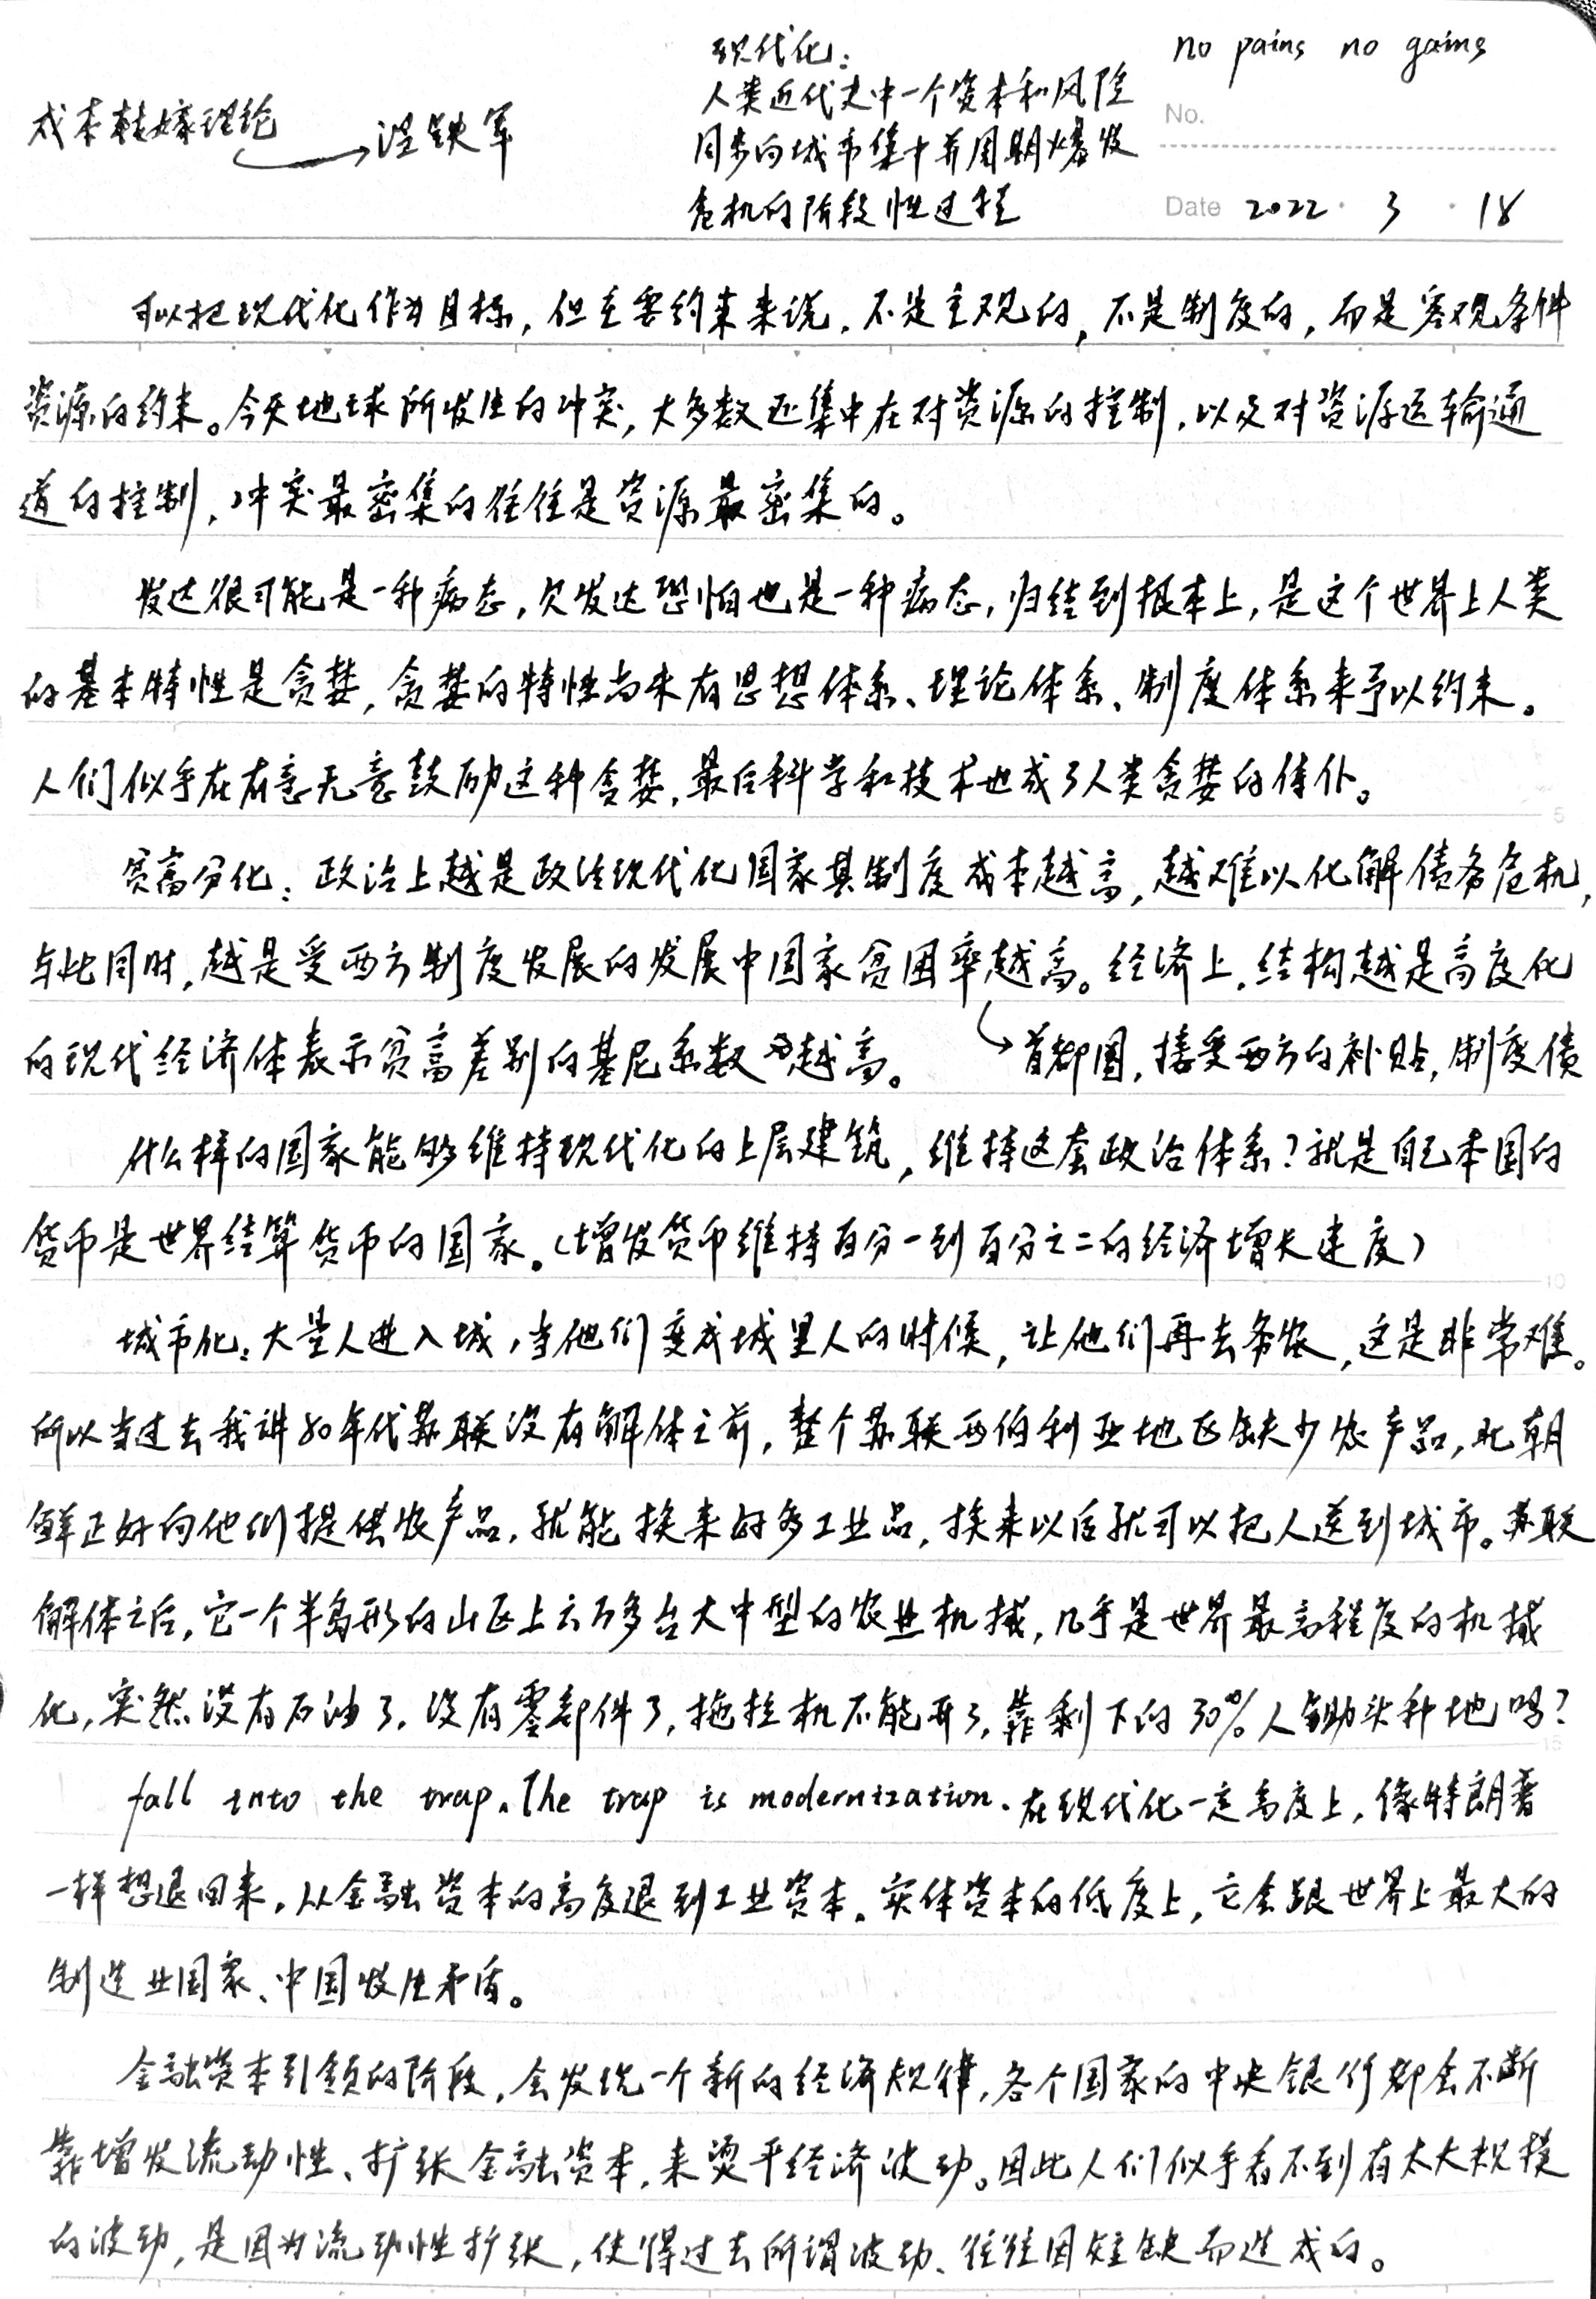 no pains no gains
现代化:
人类近代史中一个资本和风险
同步向城市集中并周期爆发
危机的阶段性过程
No.
成本转嫁理论
温铁军
Date 2022·3·18
可以把现代化作为目标,但主要约束来说,不是主观的,不是制度的,而是客观条件
资源的约束。今天地球所发生的冲突,大多数还集中在对资源的控制,以及对资源运输通
道的控制,冲突最密集的往往是资源最密集的。
发达很可能是一种病态,欠发达恐怕也是一种病态,归结到根本上,是这个世界上人类
的基本特性是贪婪,贪婪的特性尚未有思想体系、理论体系、制度体系来予以约束。
人们似乎在有意无意鼓励这种贪婪,最后科学和技术也成了人类贪婪的侍仆。
贫富分化:政治上越是政治现代化国家其制度成本越高,越难以化解债务危机,
与此同时,越是受西方制度发展的发展中国家贫困率越高。经济上,结构越是高度化
的现代经济体表示贫富差别的基尼系数越高。
首都圈,接受西方的补贴,制度债
什么样的国家能够维持现代化的上层建筑,维持这套政治体系?就是自己本国的
货币是世界结算货币的国家。(增发货币维持百分一到百分之二的经济增长速度)
城市化:大量人进入城,当他们变成城里人的时候,让他们再去务农,这是非常难。
所以当过去我讲80年代苏联没有解体之前,整个苏联西伯利亚地区缺少农产品,北朝
鲜正好向他们提供农产品,就能换来好多工业品,换来以后就可以把人送到城市。苏联
解体之后,它一个半岛形的山区上六万多台大中型的农业机械,几乎是世界最高程度的机械
化,突然没有石油了,没有零部件了,拖拉机不能开了,靠剩下的30%人锄头种地吗?
fall into the trap. The trap is modernization. 在现代化一定高度上,像特朗普
一样想退回来,从金融资本的高度退到工业资本、实体资本的低度上,它会跟世界上最大的
制造业国家、中国发生矛盾。
金融资本引领的阶段,会发现一个新的经济规律,各个国家的中央银行都会不断
靠增发流动性、扩张金融资本,来烫平经济波动。因此人们似乎看不到有太大规模
的波动,是因为流动性扩张,使得过去所谓波动、往往因短缺而造成的。